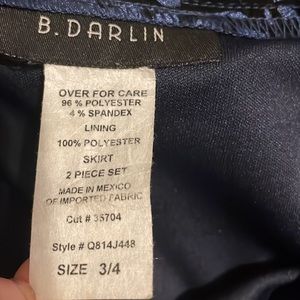 B. DARLIN
OVER FOR CARE
96 % POLYESTER
4 % SPANDEX
LINING
100% POLYESTER
SKIRT
2 PIECE SET
MADE IN MEXICO
OF IMPORTED FABRIC
Cut # 35704
Style # Q814J448
SIZE 3/4